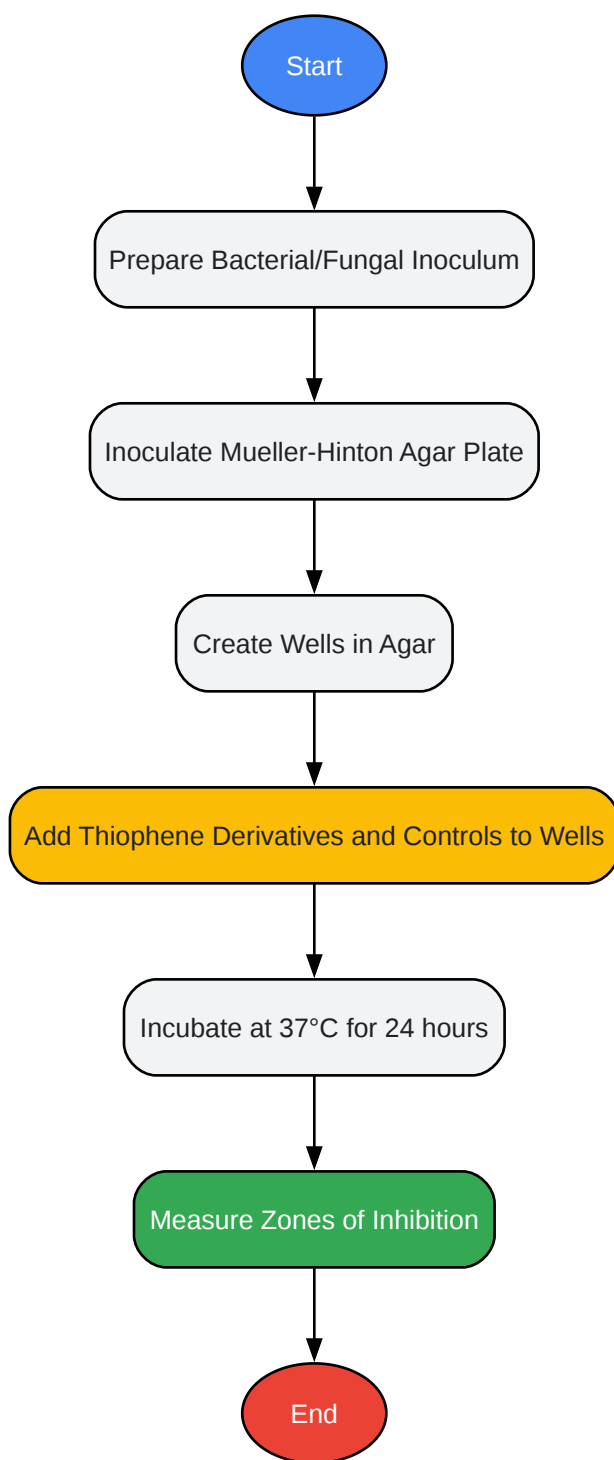 Start
Prepare Bacterial/Fungal Inoculum
Inoculate Mueller-Hinton Agar Plate
Create Wells in Agar
Add Thiophene Derivatives and Controls to Wells
Incubate at 37°C for 24 hours
Measure Zones of Inhibition
End